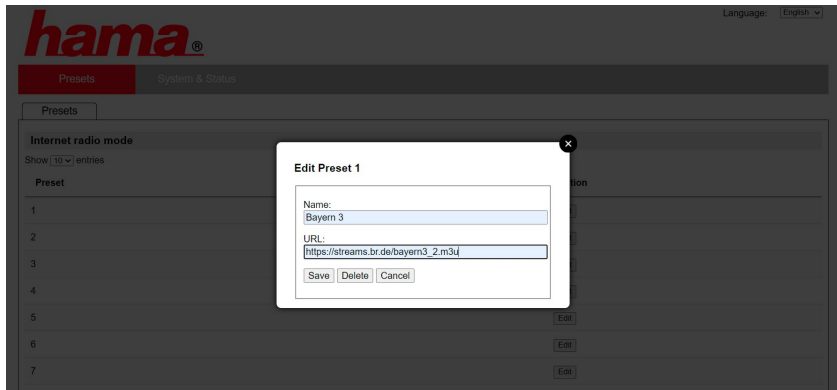 Language: English
hama®
Presets System & Status
Presets
Internet radio mode
Show 10 entries
Preset
1
2
3
4
5 Edit
6 Edit
7 Edit
Edit Preset 1
Name:
Bayern 3
URL:
https://streams.br.de/bayern3_2.m3u
Save Delete Cancel